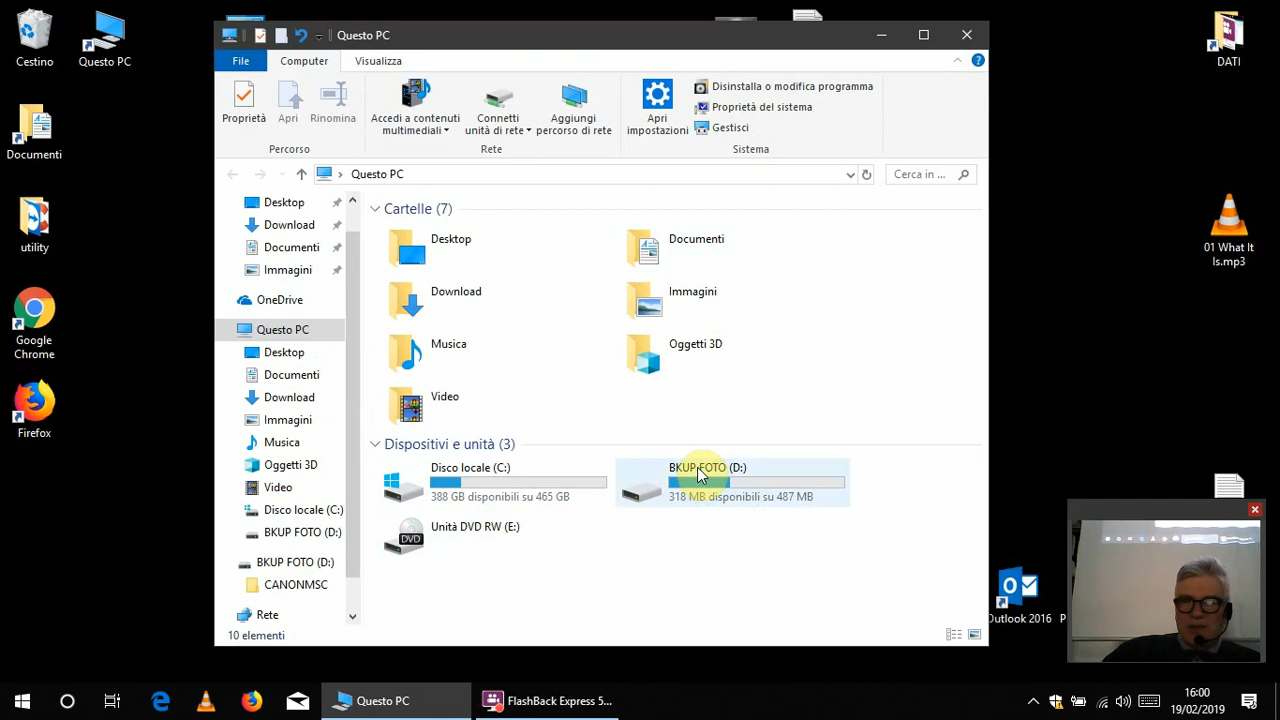 Cestino
Questo PC
Documenti
utility
Google
Chrome
Firefox
Questo PC
File
Computer
Visualizza
Proprietà
Apri
Rinomina
Percorso
Accedi a contenuti
multimediali
Connetti
unità di rete
Aggiungi
percorso di rete
Rete
Apri
impostazioni
Disinstalla o modifica programma
Proprietà del sistema
Gestisci
Sistema
Questo PC
Cerca in ...
Desktop
Download
Documenti
Immagini
OneDrive
Questo PC
Desktop
Documenti
Download
Immagini
Musica
Oggetti 3D
Video
Disco locale (C:)
BKUP FOTO (D:)
BKUP FOTO (D:)
CANONMSC
Rete
Cartelle (7)
Desktop
Documenti
Download
Immagini
Musica
Oggetti 3D
Video
Dispositivi e unità (3)
Disco locale (C:)
388 GB disponibili su 465 GB
BKUP FOTO (D:)
318 MB disponibili su 487 MB
DVD
Unità DVD RW (E:)
10 elementi
DATI
01 What It
Is.mp3
Outlook 2016
P
Questo PC
FlashBack Express 5...
16:00
19/02/2019